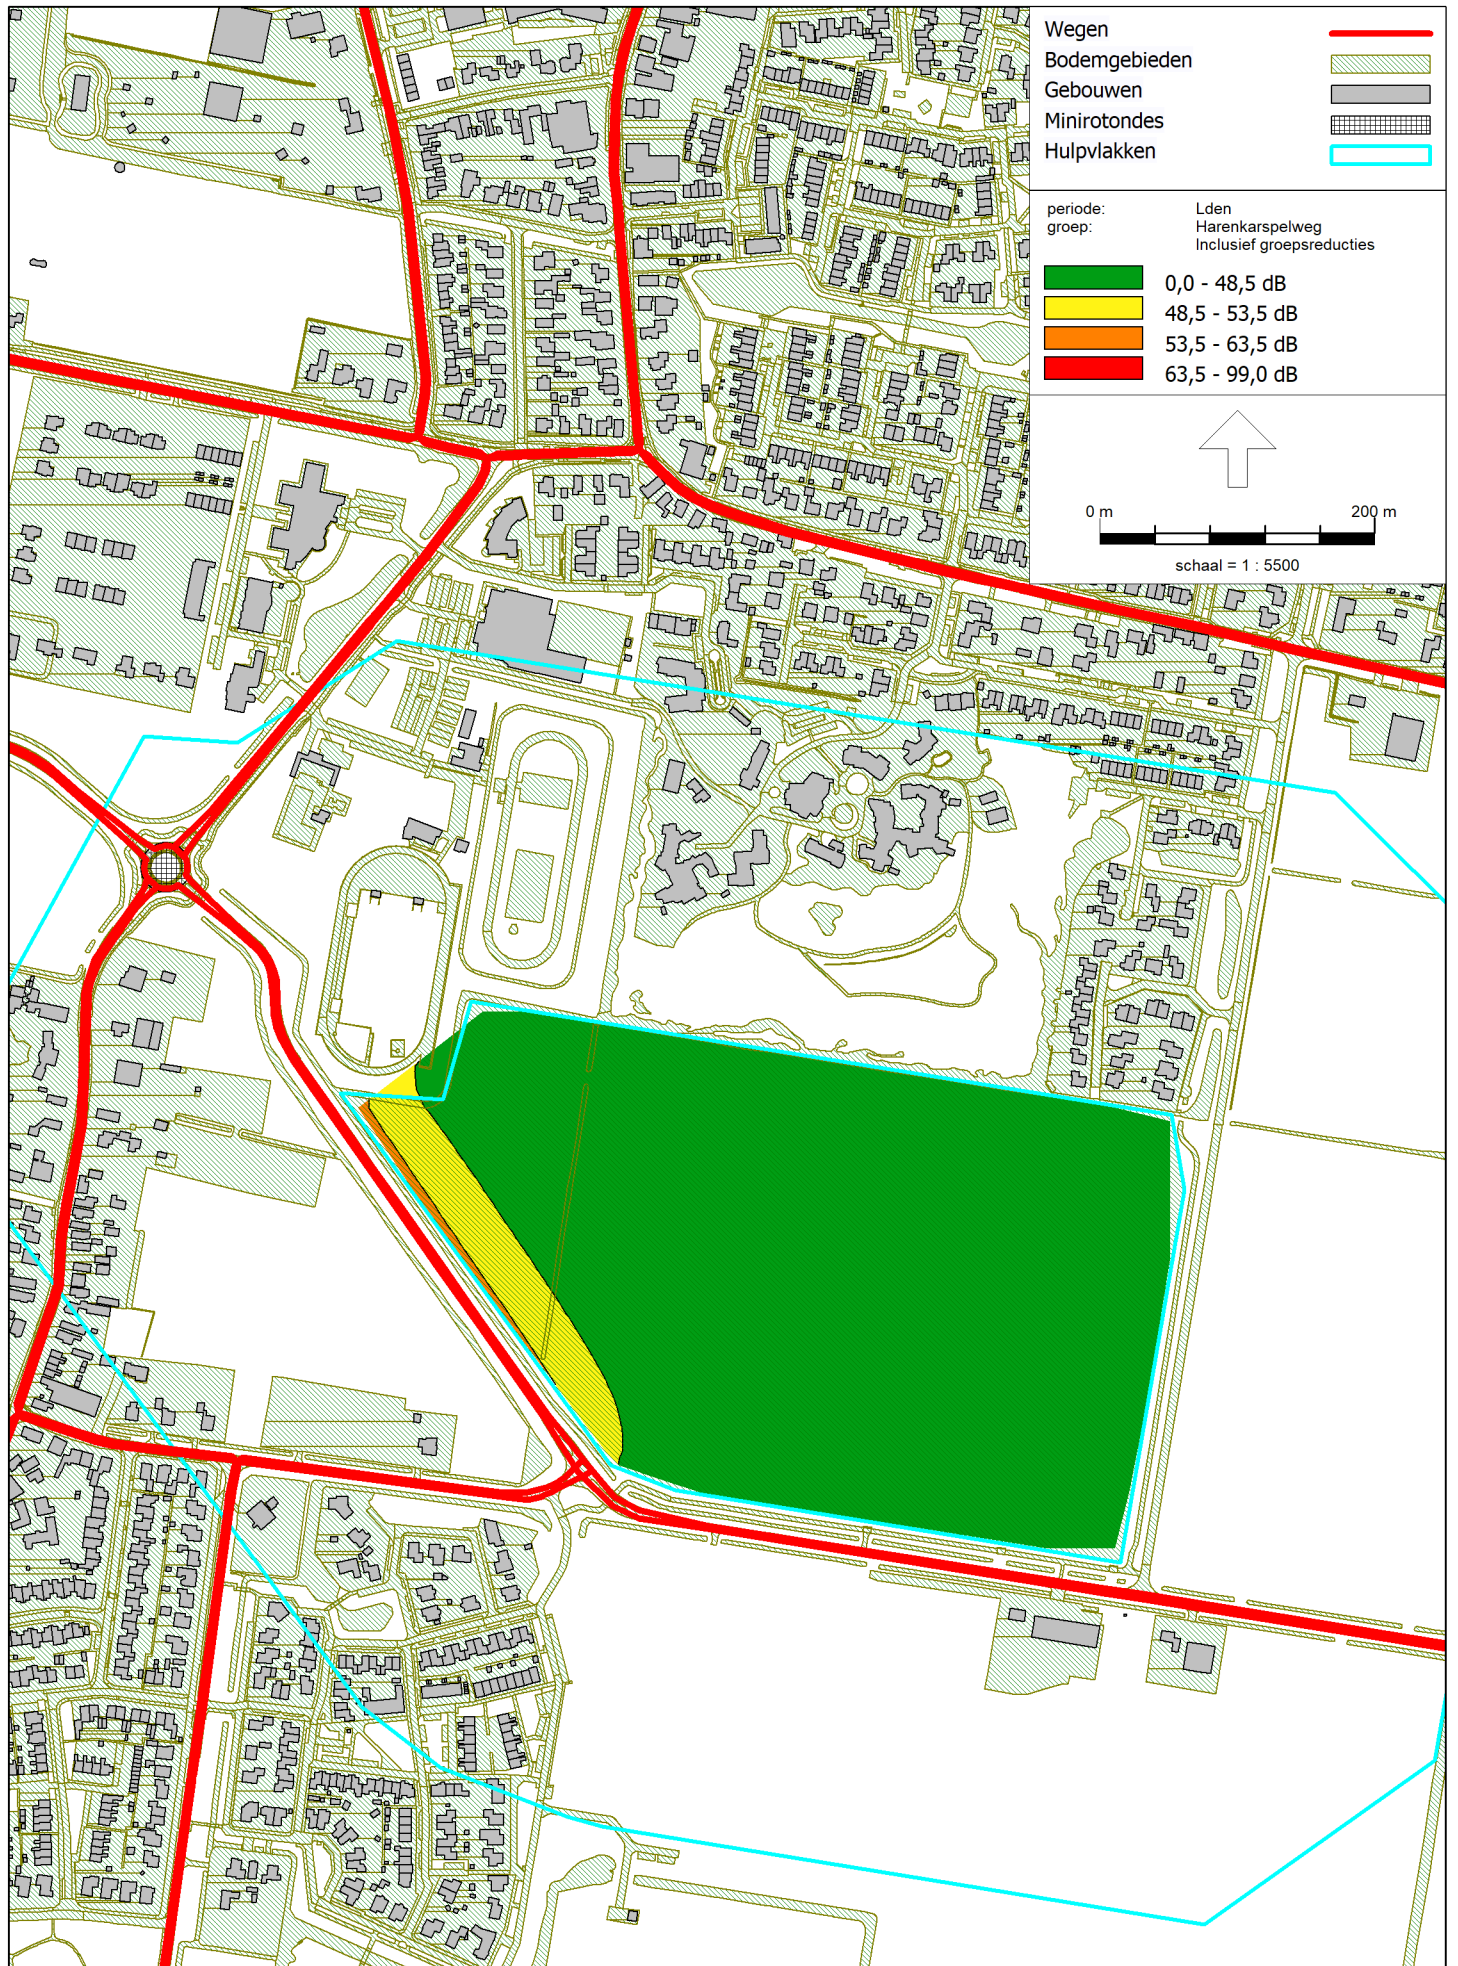 Wegen
Bodemgebieden
Gebouwen
Minirotondes
Hulpvlakken
periode: Lden
groep: Harenkarspelweg
Inclusief groepsreducties
0,0 - 48,5 dB
48,5 - 53,5 dB
53,5 - 63,5 dB
63,5 - 99,0 dB
0 m 200 m
schaal = 1 : 5500